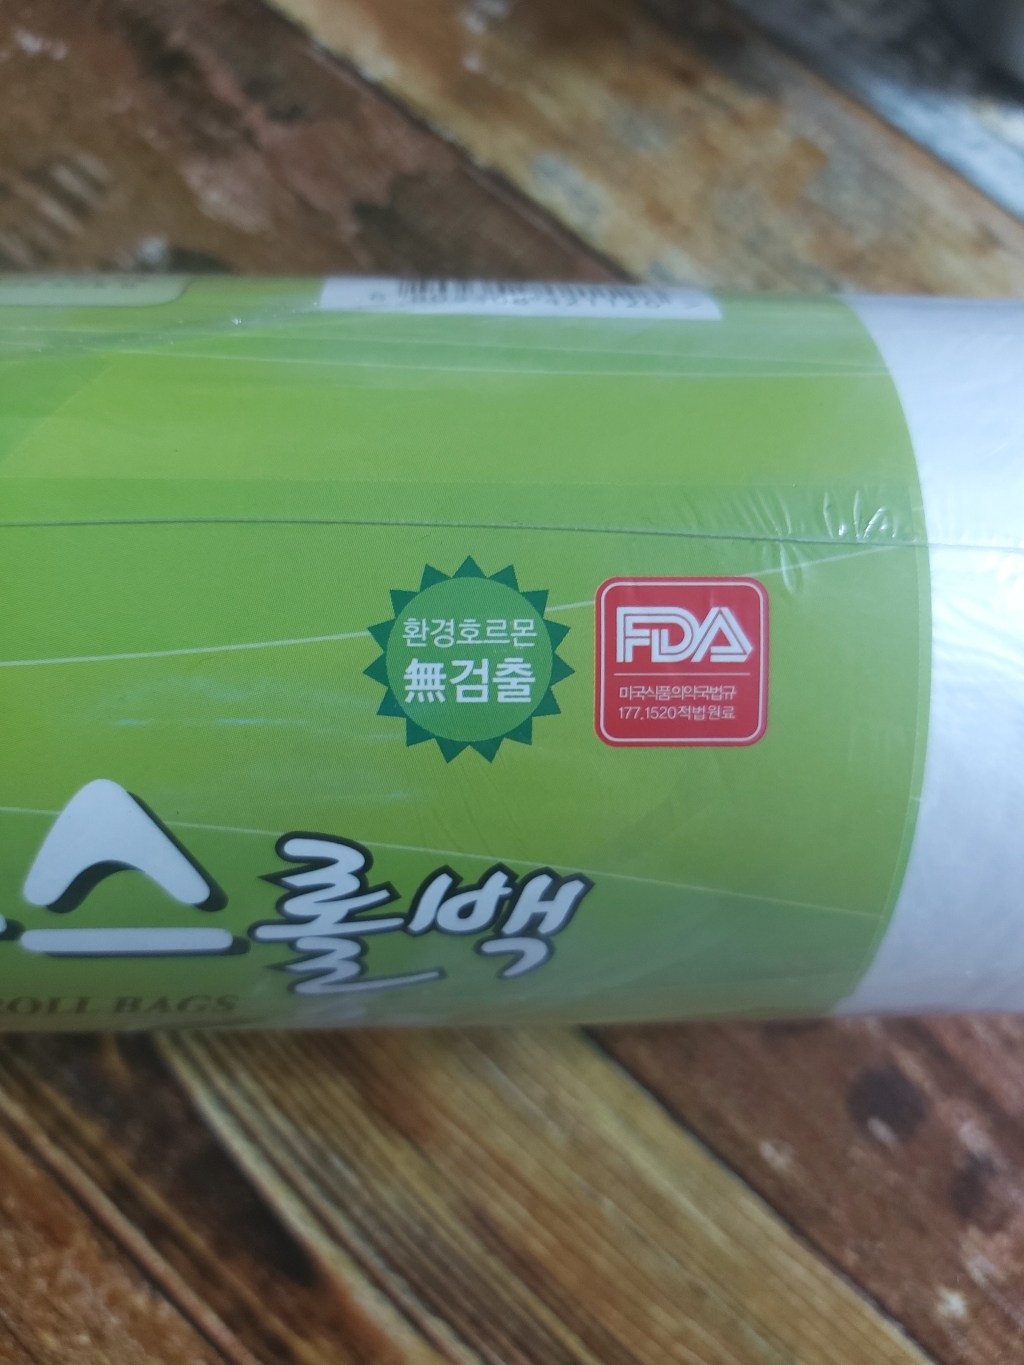 환경호르몬
無검출
FDA
미국식품의약국법규
177.1520적법원료
스롤백
ROLL BAGS